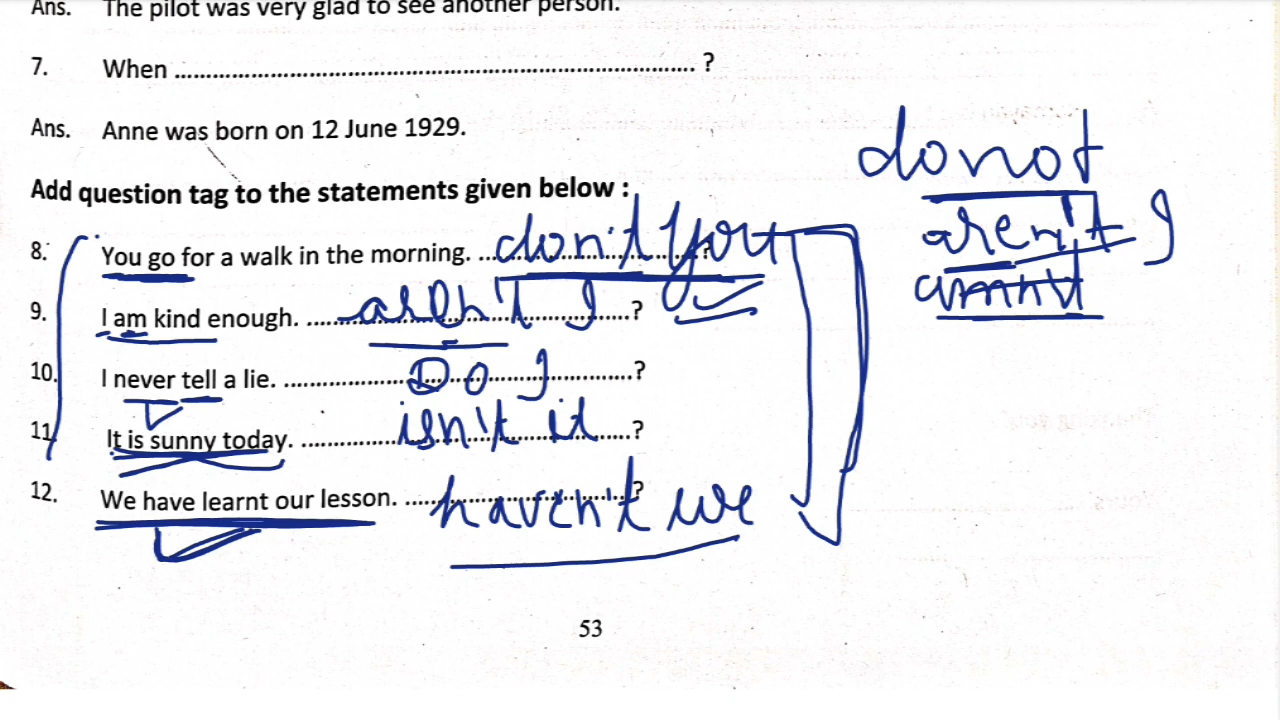 Ans. The pilot was very glad to see another person.
7. When ........................................................................................ ?
Ans. Anne was born on 12 June 1929.
do not
Add question tag to the statements given below :
aren't I
8. You go for a walk in the morning. ... don't you ?
amn't
9. I am kind enough. ...... aren't I ......?
10. I never tell a lie. .................... Do I ................?
11. It is sunny today. ................ isn't it ......?
12. We have learnt our lesson. ..... haven't we ?
53